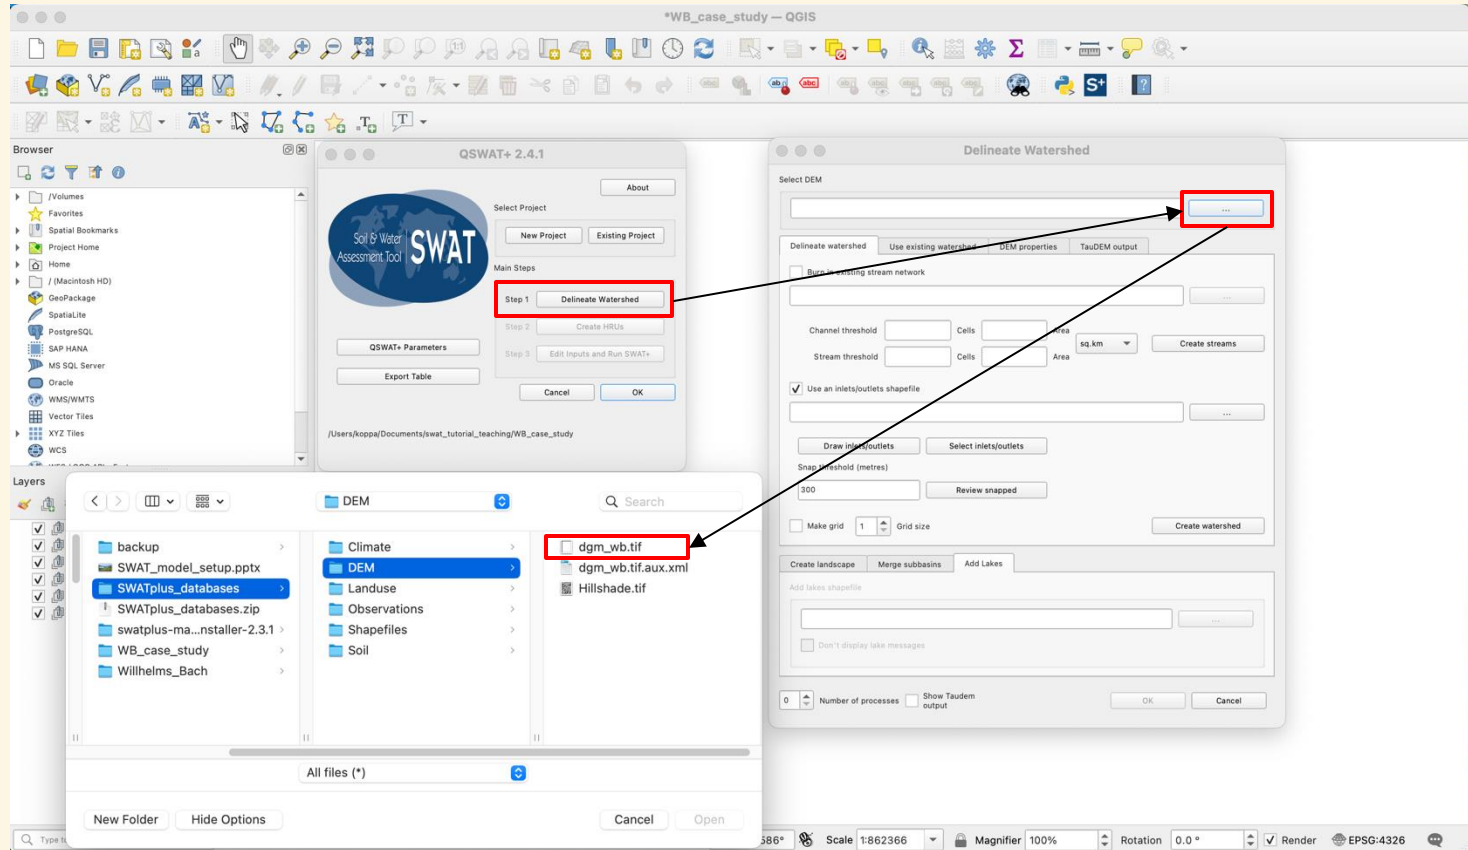 *WB_case_study — QGIS
Browser
/Volumes
Favorites
Spatial Bookmarks
Project Home
Home
/ (Macintosh HD)
GeoPackage
SpatiaLite
PostgreSQL
SAP HANA
MS SQL Server
Oracle
WMS/WMTS
Vector Tiles
XYZ Tiles
WCS
Layers
QSWAT+ 2.4.1
About
Select Project
New Project
Existing Project
Soil & Water
Assessment Tool
SWAT
Main Steps
Step 1
Delineate Watershed
Step 2
Create HRUs
Step 3
Edit Inputs and Run SWAT+
QSWAT+ Parameters
Export Table
Cancel
OK
/Users/koppa/Documents/swat_tutorial_teaching/WB_case_study
Delineate Watershed
Select DEM
...
Delineate watershed
Use existing watershed
DEM properties
TauDEM output
Burn in existing stream network
...
Channel threshold
Cells
Area
sq.km
Create streams
Stream threshold
Cells
Area
Use an inlets/outlets shapefile
...
Draw inlets/outlets
Select inlets/outlets
Snap threshold (metres)
300
Review snapped
Make grid
1
Grid size
Create watershed
Create landscape
Merge subbasins
Add Lakes
Add lakes shapefile
...
Don't display lake messages
0
Number of processes
Show Taudem
output
OK
Cancel
DEM
Search
backup
SWAT_model_setup.pptx
SWATplus_databases
SWATplus_databases.zip
swatplus-ma...nstaller-2.3.1
WB_case_study
Willhelms_Bach
Climate
DEM
Landuse
Observations
Shapefiles
Soil
dgm_wb.tif
dgm_wb.tif.aux.xml
Hillshade.tif
All files (*)
New Folder
Hide Options
Cancel
Open
586°
Scale
1:862366
Magnifier
100%
Rotation
0.0 °
Render
EPSG:4326